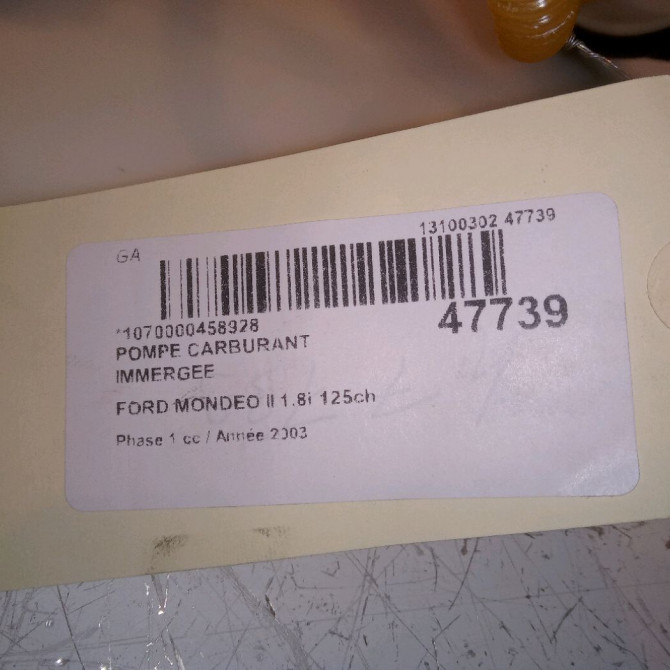 GA
13100302 47739
*1070000458928
47739
POMPE CARBURANT
IMMERGEE
FORD MONDEO II 1.8i 125ch
Phase 1 cc / Année 2003